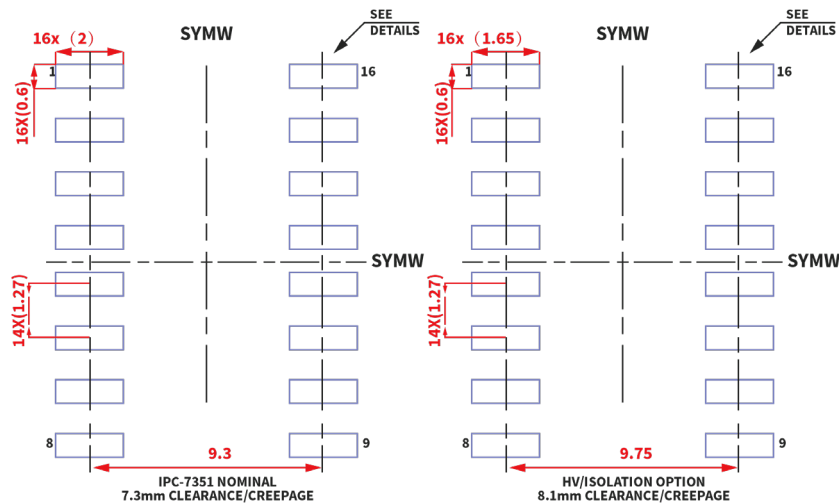 SEE
DETAILS
16x（2）
SYMW
1
16
16X(0.6)
SYMW
14X(1.27)
8
9
9.3
IPC-7351 NOMINAL
7.3mm CLEARANCE/CREEPAGE
SEE
DETAILS
16x（1.65）
SYMW
1
16
16X(0.6)
SYMW
14X(1.27)
8
9
9.75
HV/ISOLATION OPTION
8.1mm CLEARANCE/CREEPAGE